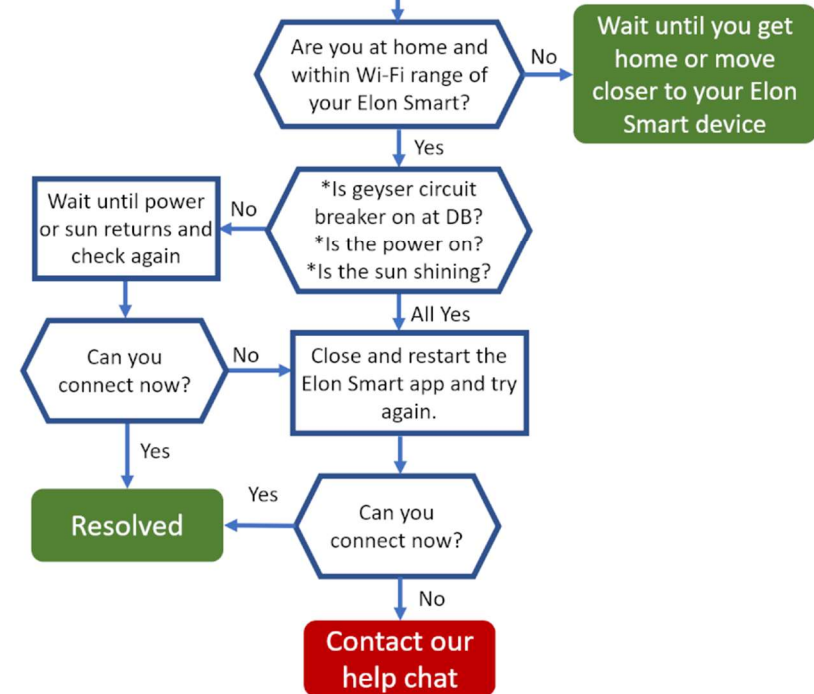 Are you at home and
within Wi-Fi range of
your Elon Smart?
No
Wait until you get
home or move
closer to your Elon
Smart device
Yes
*Is geyser circuit
breaker on at DB?
*Is the power on?
*Is the sun shining?
No
Wait until power
or sun returns and
check again
All Yes
Can you
connect now?
No
Close and restart the
Elon Smart app and try
again.
Yes
Resolved
Yes
Can you
connect now?
No
Contact our
help chat